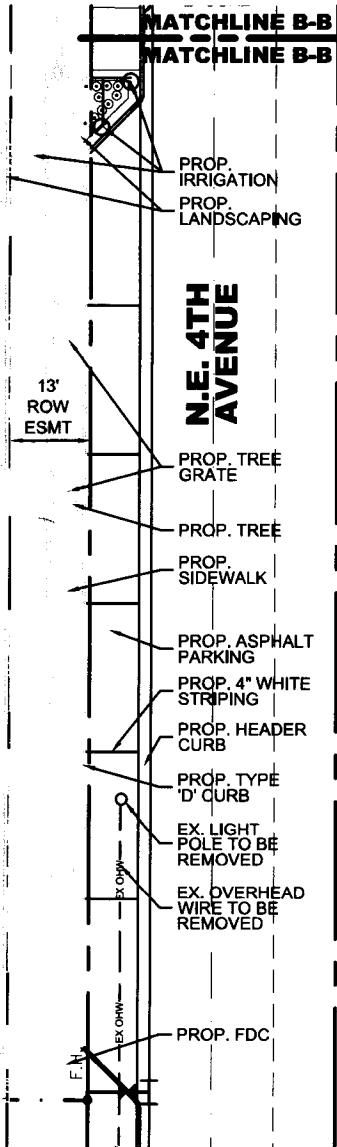 MATCHLINE B-B
MATCHLINE B-B
PROP.
IRRIGATION
PROP.
LANDSCAPING
N.E. 4TH
AVENUE
13'
ROW
ESMT
PROP. TREE
GRATE
PROP. TREE
PROP.
SIDEWALK
PROP. ASPHALT
PARKING
PROP. 4" WHITE
STRIPING
PROP. HEADER
CURB
PROP. TYPE
'D' CURB
EX. LIGHT
POLE TO BE
REMOVED
EX OHW
EX. OVERHEAD
WIRE TO BE
REMOVED
EX OHW
PROP. FDC
F.H